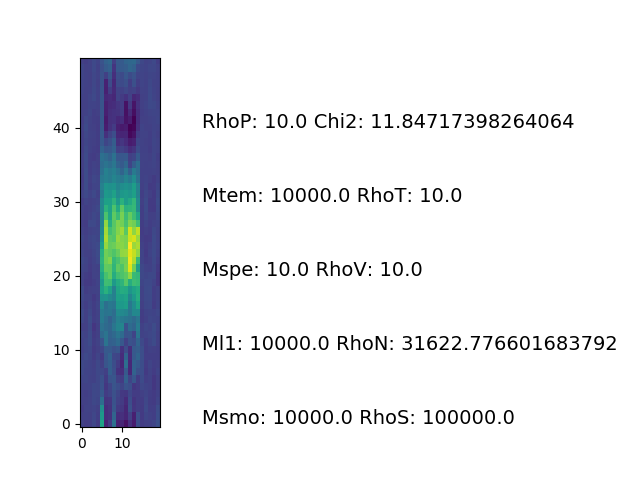 RhoP: 10.0 Chi2: 11.84717398264064
40
Mtem: 10000.0 RhoT: 10.0
30
Mspe: 10.0 RhoV: 10.0
20
Ml1: 10000.0 RhoN: 31622.776601683792
10
Msmo: 10000.0 RhoS: 100000.0
0
0 10